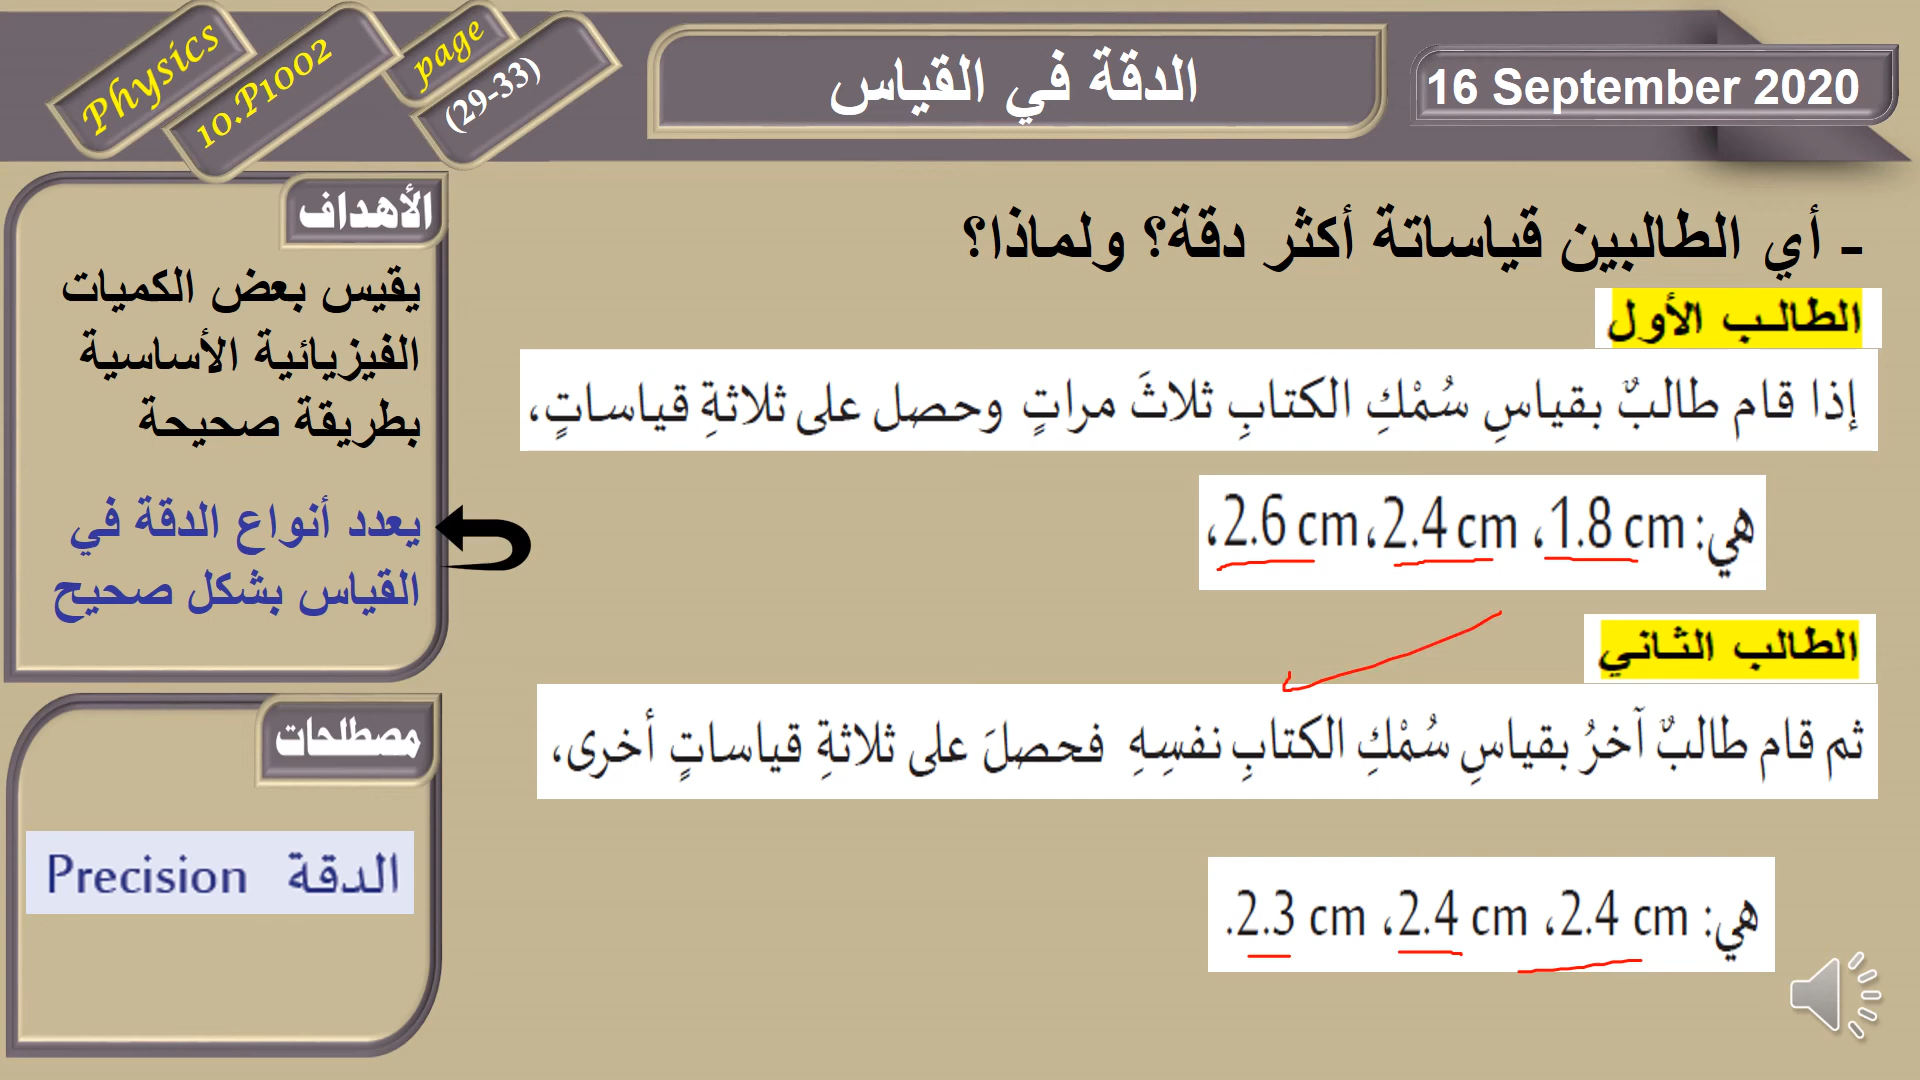 Physics
10.P1002
page
(29-33)
الدقة في القياس
16 September 2020
الأهداف
يقيس بعض الكميات
الفيزيائية الأساسية
بطريقة صحيحة
يعدد أنواع الدقة في
القياس بشكل صحيح
مصطلحات
الدقة Precision
- أي الطالبين قياساتة أكثر دقة؟ ولماذا؟
الطالب الأول
إذا قام طالبٌ بقياسِ سُمْكِ الكتابِ ثلاثَ مراتٍ وحصل على ثلاثةِ قياساتٍ،
هي: 1.8 cm، 2.4 cm، 2.6 cm،
الطالب الثاني
ثم قام طالبٌ آخرُ بقياسِ سُمْكِ الكتابِ نفسِهِ فحصلَ على ثلاثةِ قياساتٍ أخرى،
هي: 2.4 cm، 2.4 cm، 2.3 cm.